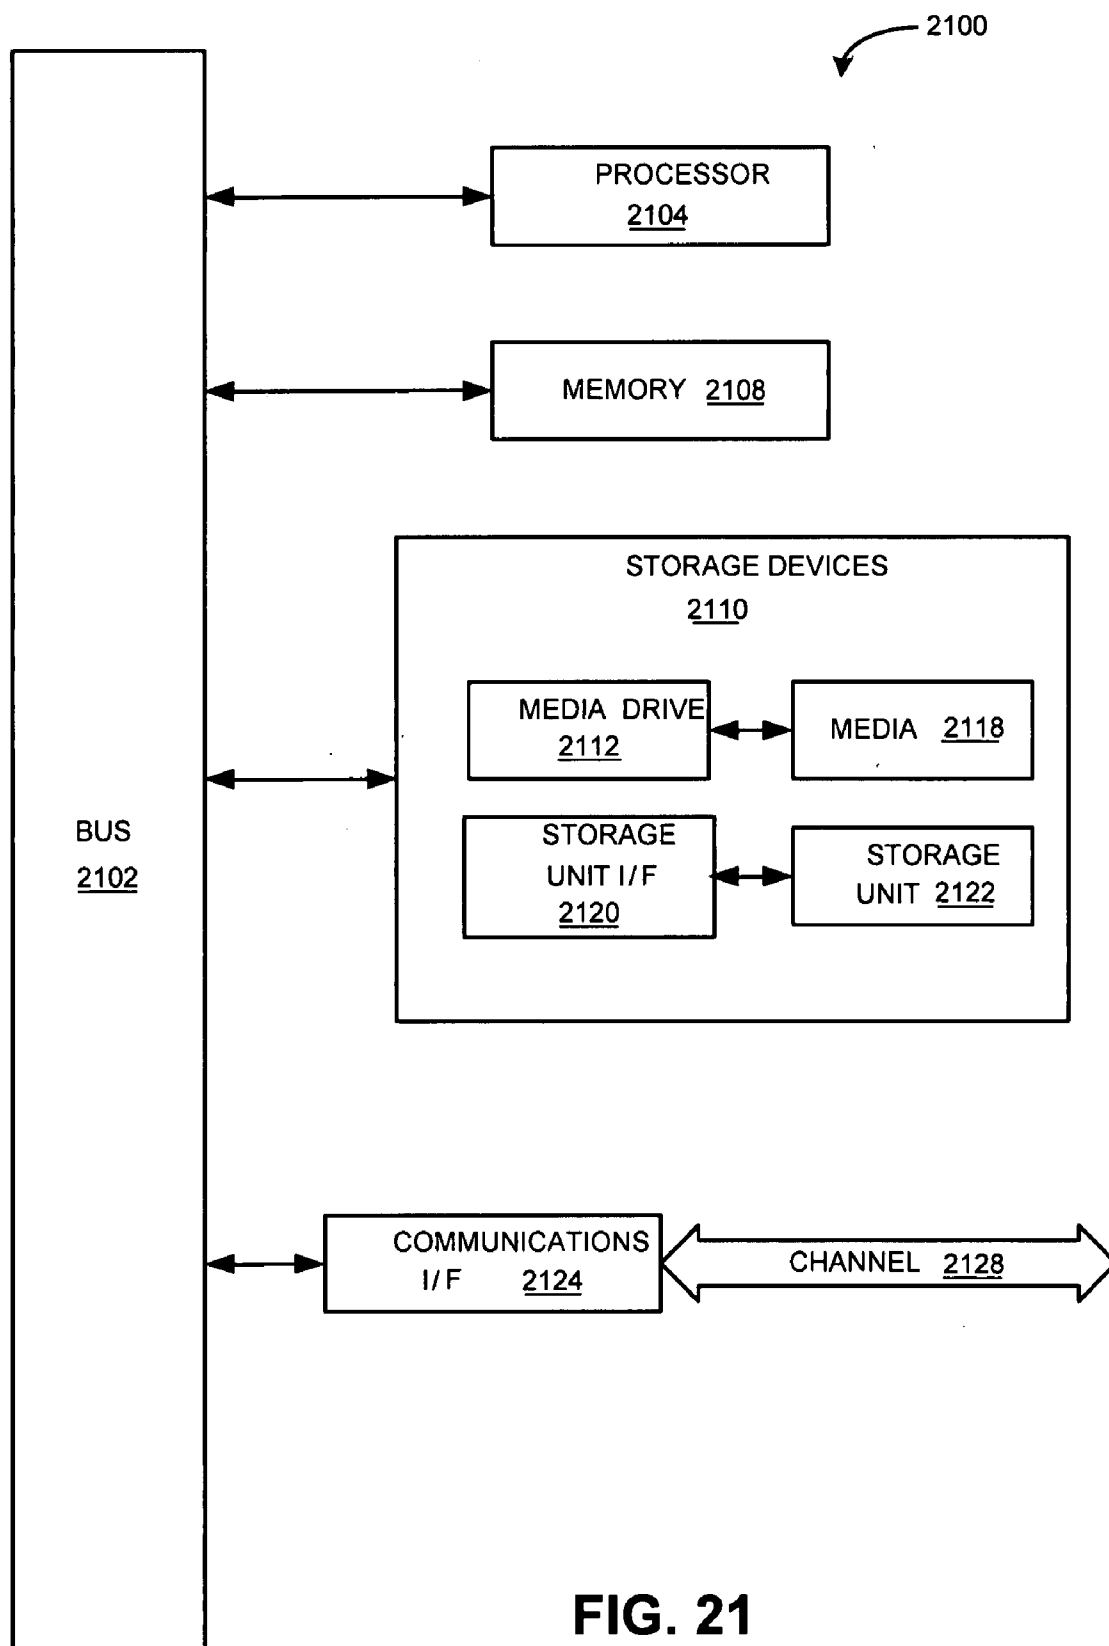 2100
PROCESSOR
2104
MEMORY 2108
STORAGE DEVICES
2110
MEDIA DRIVE
2112
MEDIA 2118
STORAGE
UNIT I/F
2120
STORAGE
UNIT 2122
BUS
2102
COMMUNICATIONS
I/F 2124
CHANNEL 2128
FIG. 21